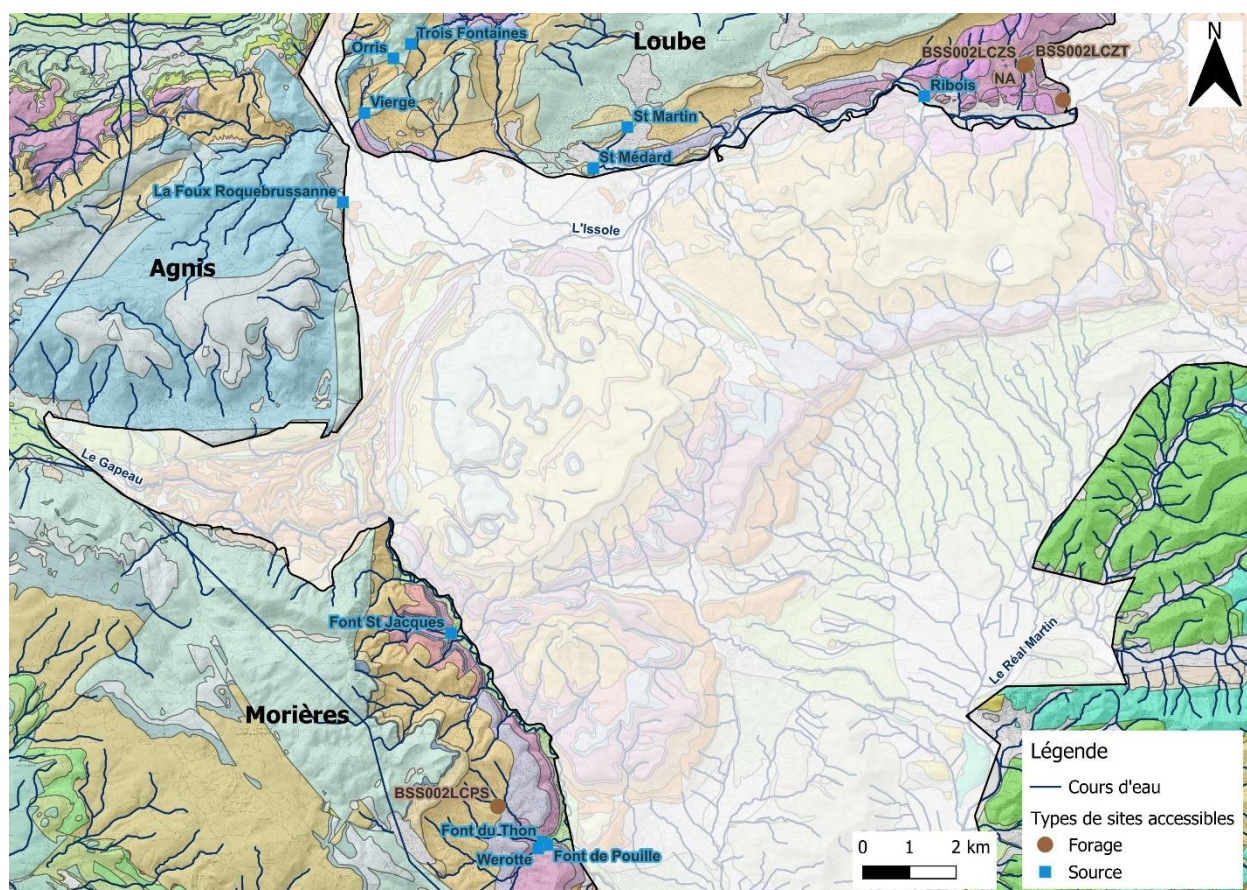 N
Trois Fontaines
Orris
Loube
BSS002LCZS
BSS002LCZT
NA
Vierge
Ribois
St Martin
St Médard
La Foux Roquebrussanne
L'Issole
Agnis
Le Gapeau
Font St Jacques
Le Réal Martin
Morières
BSS002LCPS
Font du Thon
Werotte
Font de Pouille
0 1 2 km
Légende
Cours d'eau
Types de sites accessibles
Forage
Source